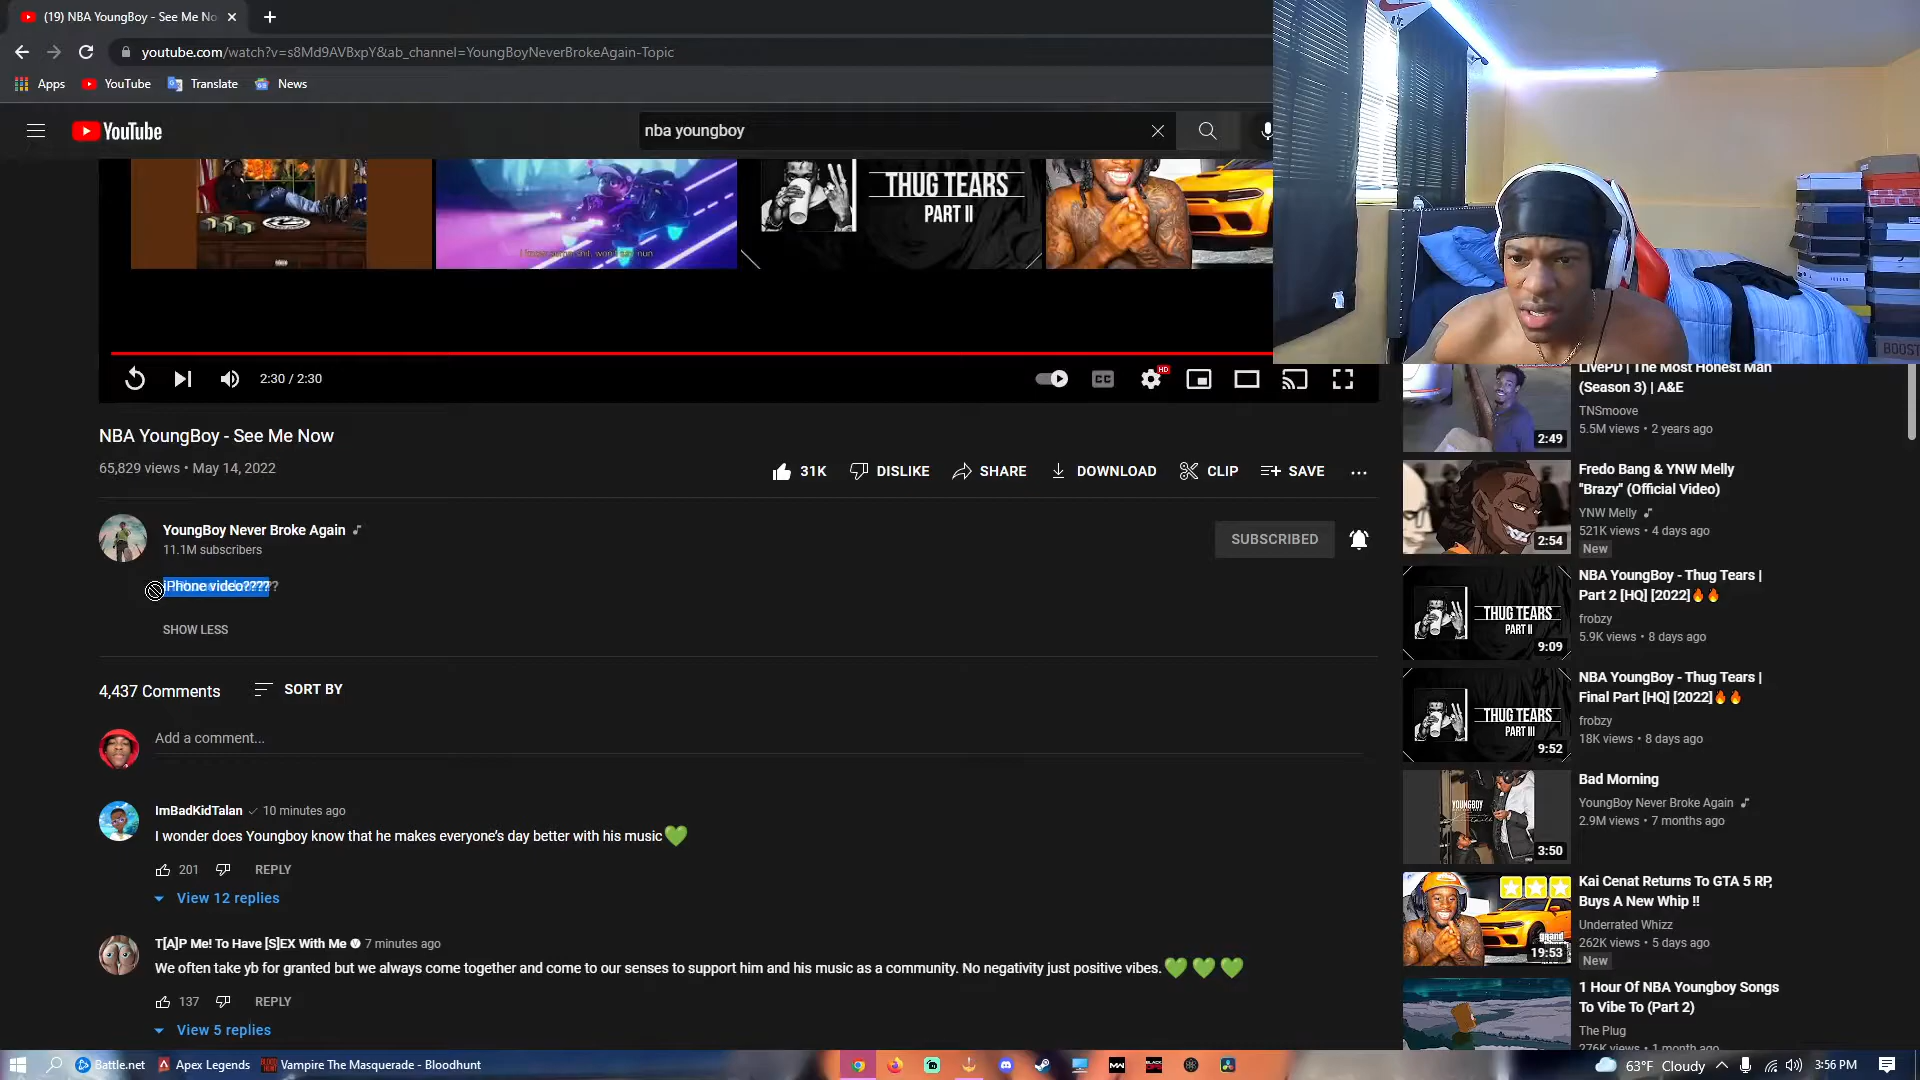 (19) NBA YoungBoy - See Me No
youtube.com/watch?v=s8Md9AVBxpY&ab_channel=YoungBoyNeverBrokeAgain-Topic
Apps YouTube Translate News
YouTube
nba youngboy
IT.
THUG TEARS
PART II
2:30 / 2:30
CC
HD
NBA YoungBoy - See Me Now
65,829 views • May 14, 2022
31K DISLIKE SHARE DOWNLOAD CLIP SAVE
YoungBoy Never Broke Again
11.1M subscribers
SUBSCRIBED
iPhone video????
SHOW LESS
4,437 Comments SORT BY
Add a comment...
ImBadKidTalan 10 minutes ago
I wonder does Youngboy know that he makes everyone's day better with his music💚
201 REPLY
View 12 replies
T[A]P Me! To Have [S]EX With Me 7 minutes ago
We often take yb for granted but we always come together and come to our senses to support him and his music as a community. No negativity just positive vibes.💚💚💚
137 REPLY
View 5 replies
BOOST
LivePD | The Most Honest Man
(Season 3) | A&E
TNSmoove
5.5M views • 2 years ago
2:49
Fredo Bang & YNW Melly
"Brazy" (Official Video)
YNW Melly
521K views • 4 days ago
New
2:54
NBA YoungBoy - Thug Tears |
Part 2 [HQ] [2022]🔥🔥
frobzy
5.9K views • 8 days ago
THUG TEARS
PART II
9:09
NBA YoungBoy - Thug Tears |
Final Part [HQ] [2022]🔥🔥
frobzy
18K views • 8 days ago
THUG TEARS
PART III
9:52
Bad Morning
YoungBoy Never Broke Again
2.9M views • 7 months ago
YOUNGBOY
3:50
Kai Cenat Returns To GTA 5 RP,
Buys A New Whip !!
Underrated Whizz
262K views • 5 days ago
New
19:53
1 Hour Of NBA Youngboy Songs
To Vibe To (Part 2)
The Plug
276K views • 1 month ago
Battle.net Apex Legends Vampire The Masquerade - Bloodhunt
63°F Cloudy 3:56 PM